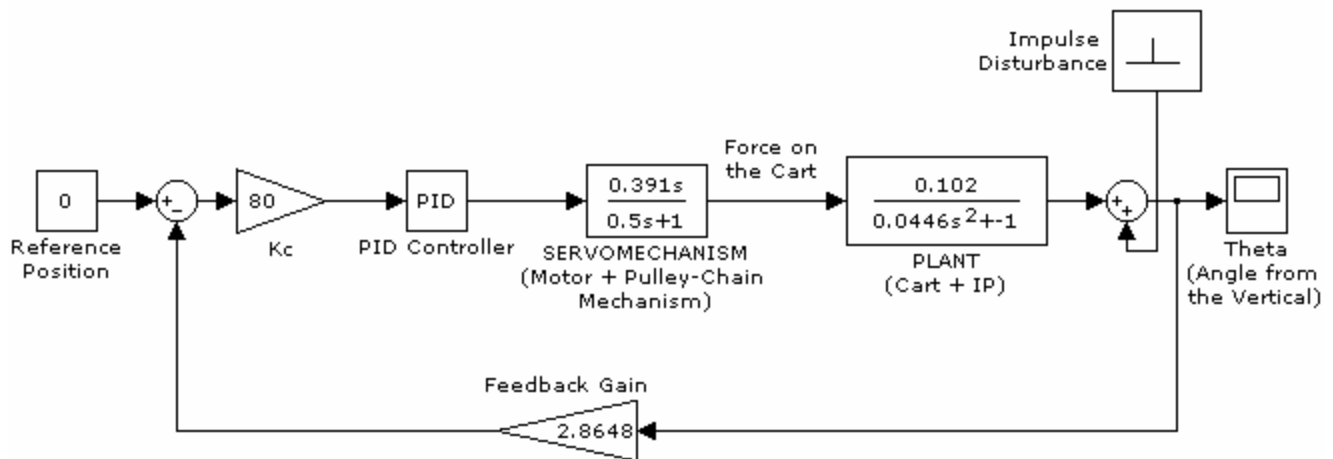 Impulse
Disturbance
0
Reference
Position
+
−
80
Kc
PID
PID Controller
0.391s
0.5s+1
SERVOMECHANISM
(Motor + Pulley-Chain
Mechanism)
Force on
the Cart
0.102
0.0446s²+-1
PLANT
(Cart + IP)
+
+
Theta
(Angle from
the Vertical)
Feedback Gain
2.8648